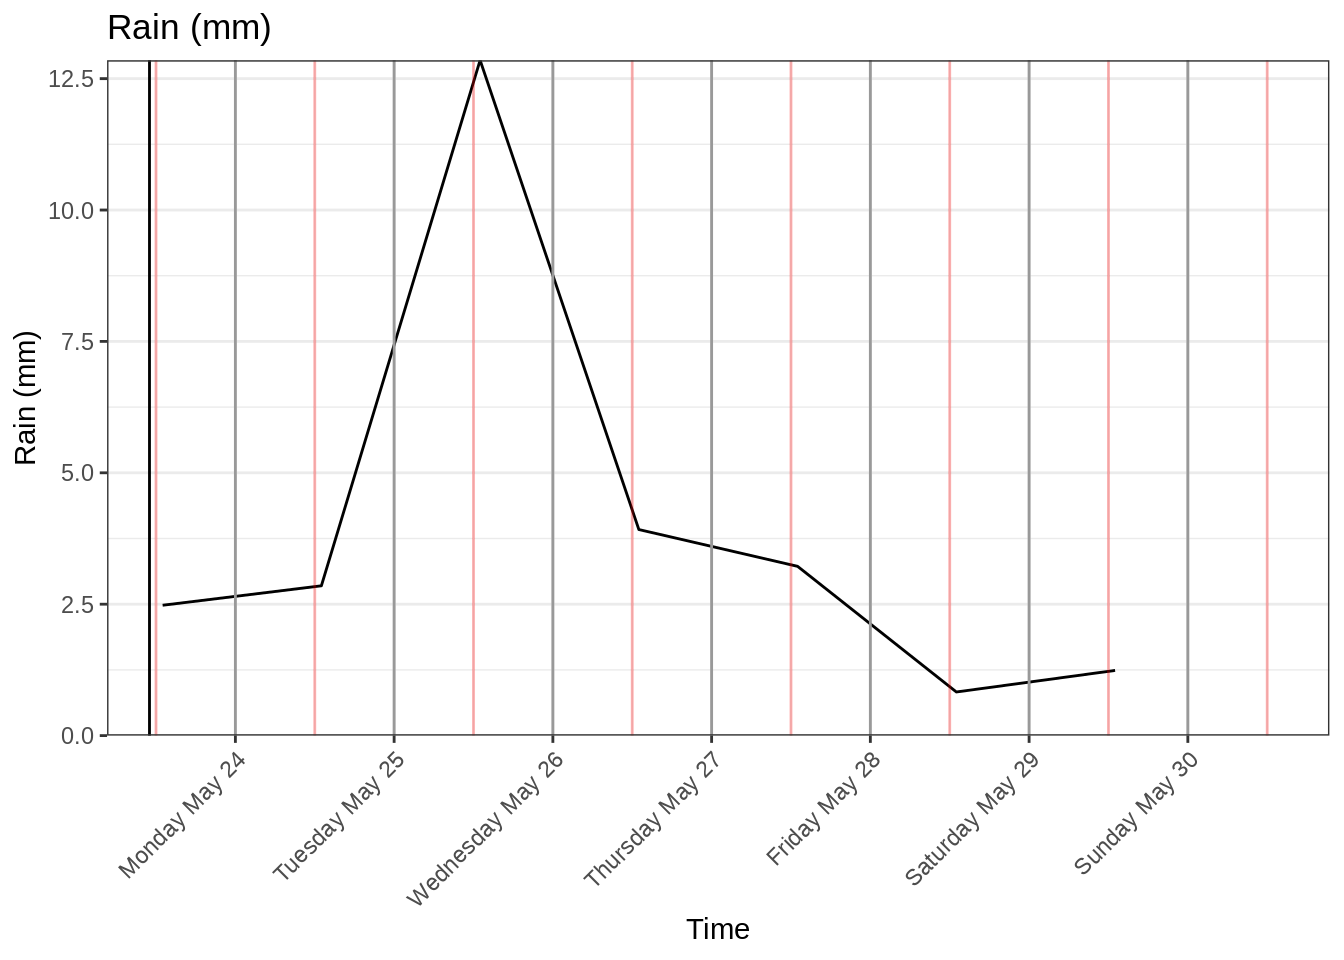 Rain (mm)
12.5
10.0
7.5
5.0
2.5
0.0
Rain (mm)
Monday May 24
Tuesday May 25
Wednesday May 26
Thursday May 27
Friday May 28
Saturday May 29
Sunday May 30
Time